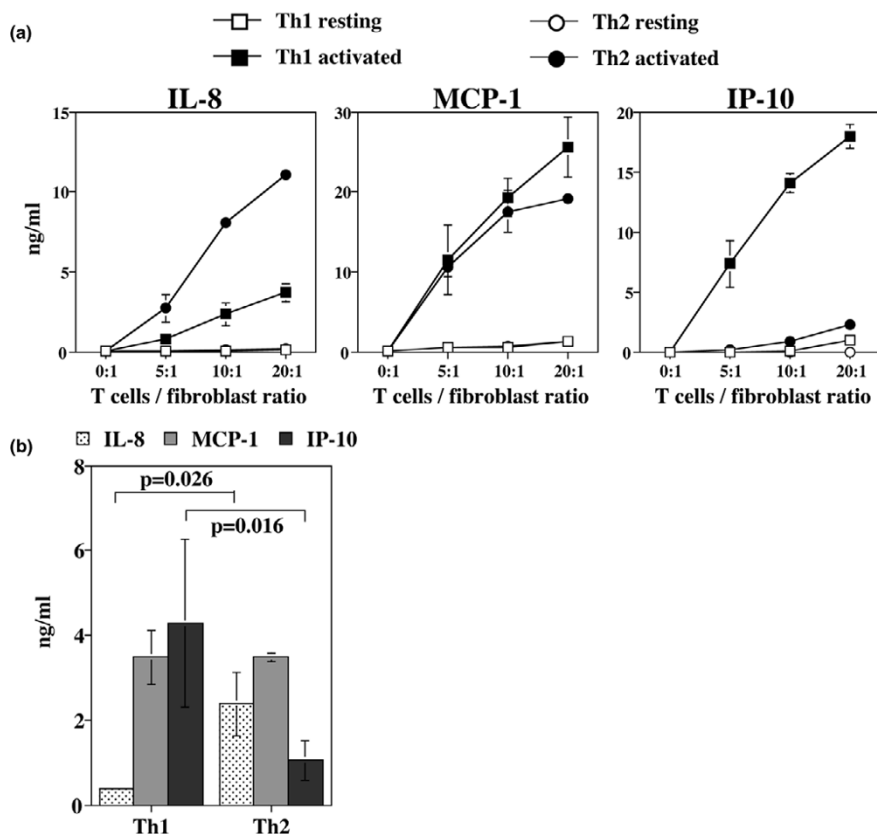 (a)
Th1 resting Th2 resting
Th1 activated Th2 activated
IL-8 MCP-1 IP-10
ng/ml
15
10
5
0
0:1 5:1 10:1 20:1
T cells / fibroblast ratio
30
20
10
0
0:1 5:1 10:1 20:1
T cells / fibroblast ratio
20
15
10
5
0
0:1 5:1 10:1 20:1
T cells / fibroblast ratio
(b)
IL-8 MCP-1 IP-10
ng/ml
8
6
4
2
0
p=0.026
p=0.016
Th1 Th2